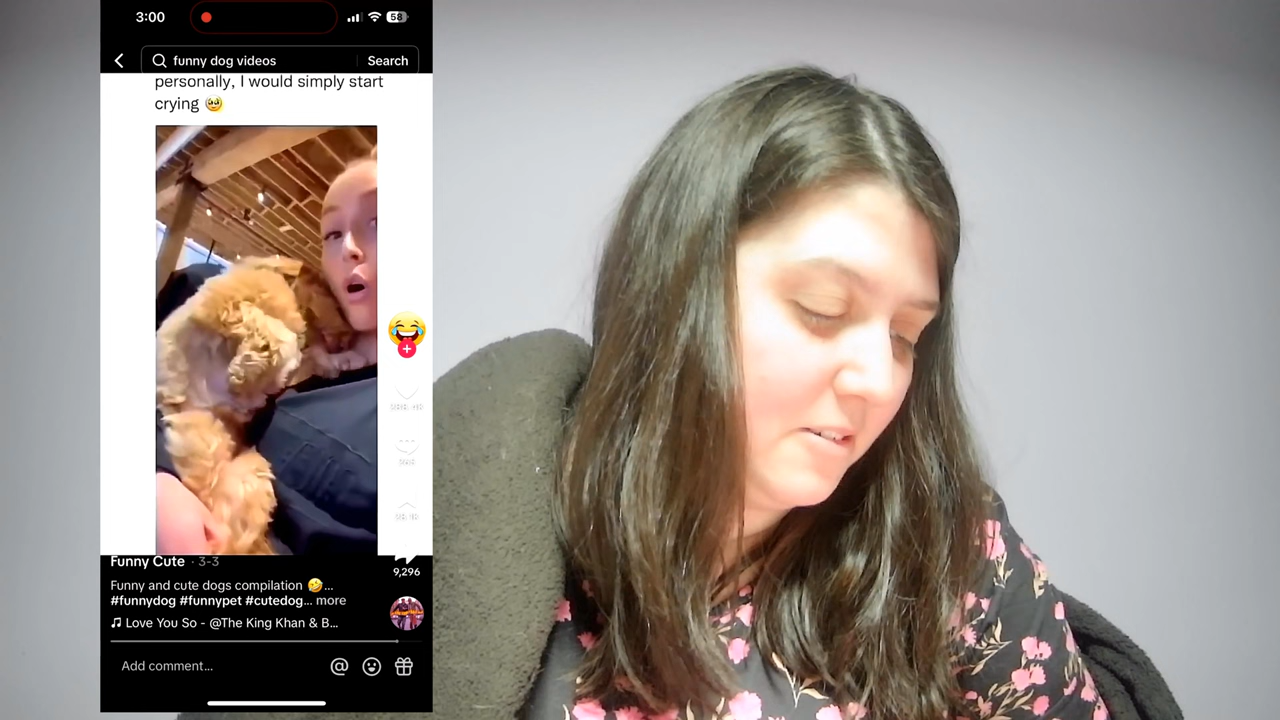 3:00
58
funny dog videos
Search
personally, I would simply start
crying 🥹
Funny Cute · 3-3
9,296
Funny and cute dogs compilation 🤣...
#funnydog #funnypet #cutedog... more
Love You So - @The King Khan & B...
Add comment...